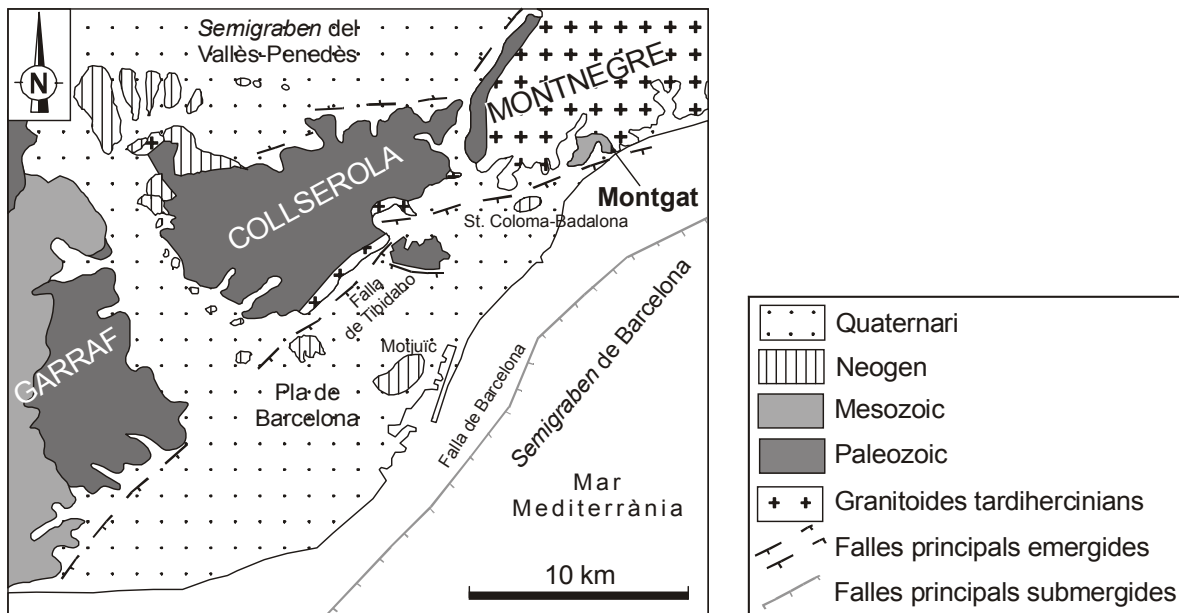 Semigraben del
Vallès-Penedès
N
MONTNEGRE
COLLSEROLA
Montgat
St. Coloma-Badalona
Falla
de Tibidabo
GARRAF
Motjuïc
Pla de
Barcelona
Falla de Barcelona
Semigraben de Barcelona
Mar
Mediterrània
10 km
Quaternari
Neogen
Mesozoic
Paleozoic
Granitoides tardihercinians
Falles principals emergides
Falles principals submergides